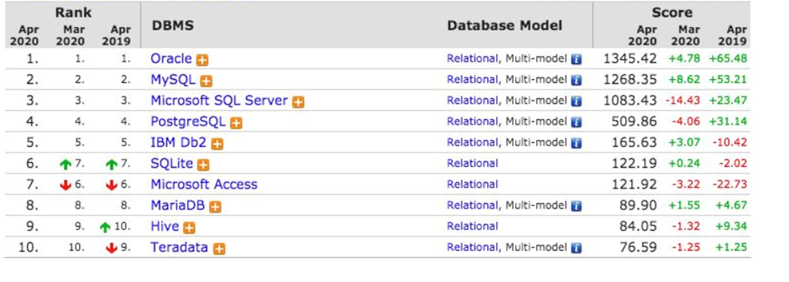 Rank Score
Apr 2020 Mar 2020 Apr 2019 DBMS Database Model Apr 2020 Mar 2020 Apr 2019
1. 1. 1. Oracle Relational, Multi-model 1345.42 +4.78 +65.48
2. 2. 2. MySQL Relational, Multi-model 1268.35 +8.62 +53.21
3. 3. 3. Microsoft SQL Server Relational, Multi-model 1083.43 -14.43 +23.47
4. 4. 4. PostgreSQL Relational, Multi-model 509.86 -4.06 +31.14
5. 5. 5. IBM Db2 Relational, Multi-model 165.63 +3.07 -10.42
6. 7. 7. SQLite Relational 122.19 +0.24 -2.02
7. 6. 6. Microsoft Access Relational 121.92 -3.22 -22.73
8. 8. 8. MariaDB Relational, Multi-model 89.90 +1.55 +4.67
9. 9. 10. Hive Relational 84.05 -1.32 +9.34
10. 10. 9. Teradata Relational, Multi-model 76.59 -1.25 +1.25